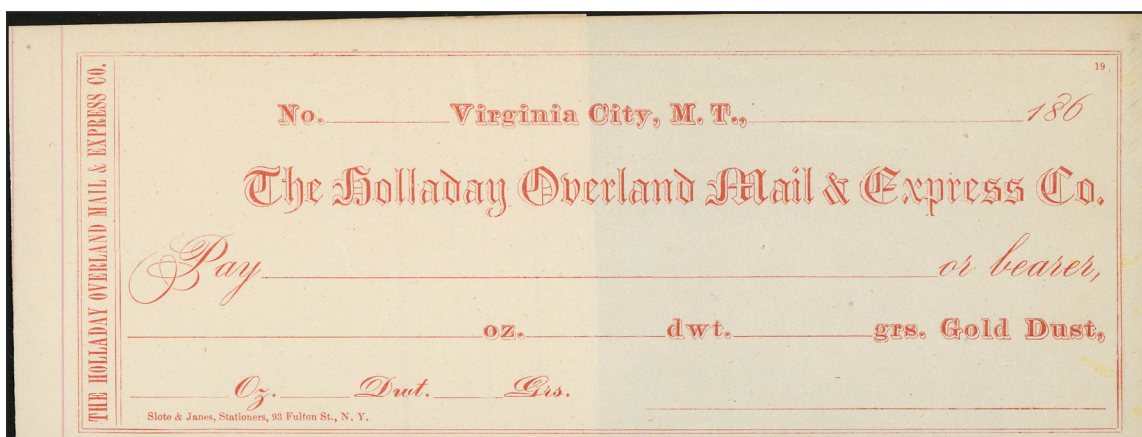 THE HOLLADAY OVERLAND MAIL & EXPRESS CO.
19
No. Virginia City, M. T., 186
The Holladay Overland Mail & Express Co.
Pay or bearer,
oz. dwt. grs. Gold Dust,
Oz. Dwt. Grs.
Slote & Janes, Stationers, 93 Fulton St., N. Y.